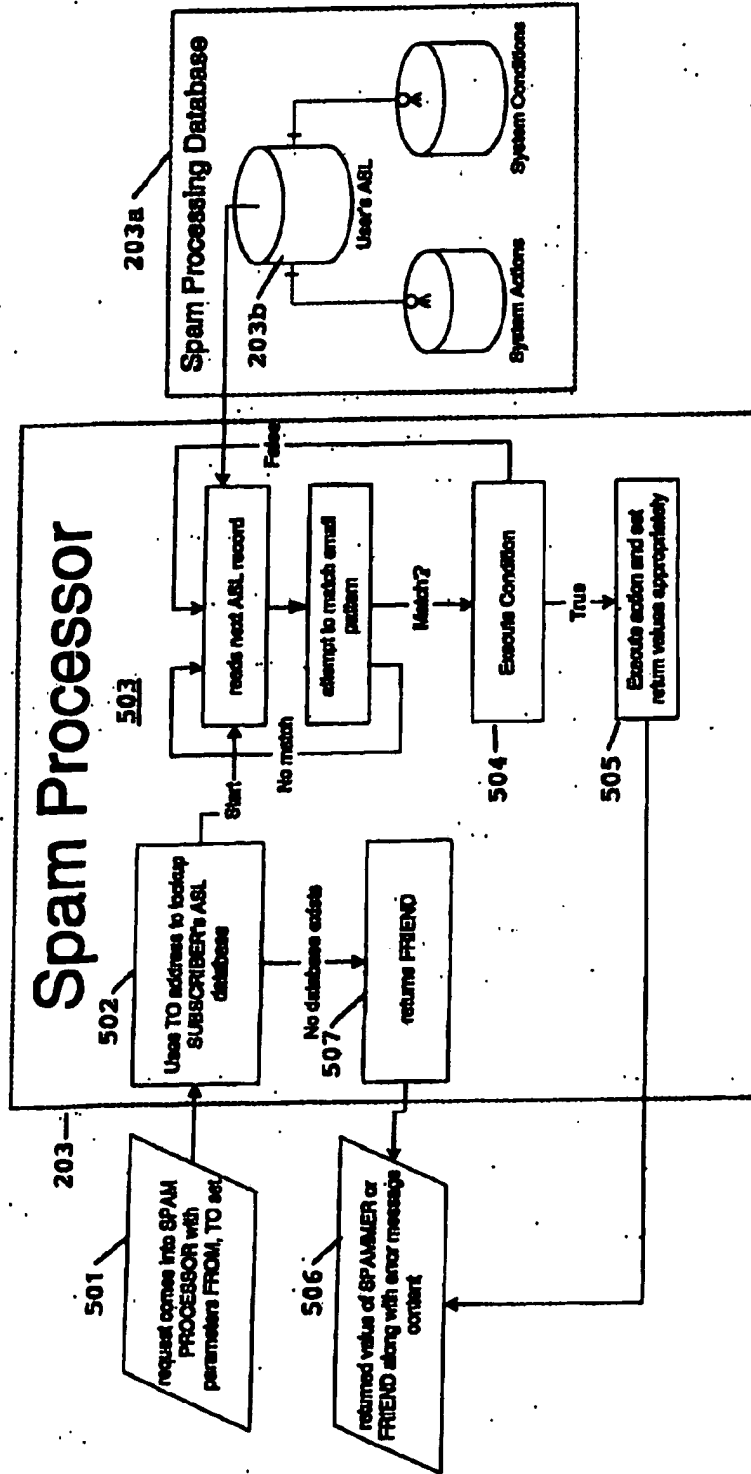 Spam Processor
203
501
request comes into SPAM
PROCESSOR with
parameters FROM, TO set
502
Uses TO address to lookup
SUBSCRIBER's ASL
database
Start
No database exists
507
returns FRIEND
506
returned value of SPAMMER or
FRIEND along with error message
content
503
reads next ASL record
False
No match
attempt to match email
pattern
Match?
504
Execute Condition
True
505
Execute action and set
return values appropriately
203a
Spam Processing Database
203b
User's ASL
System Actions
System Conditions